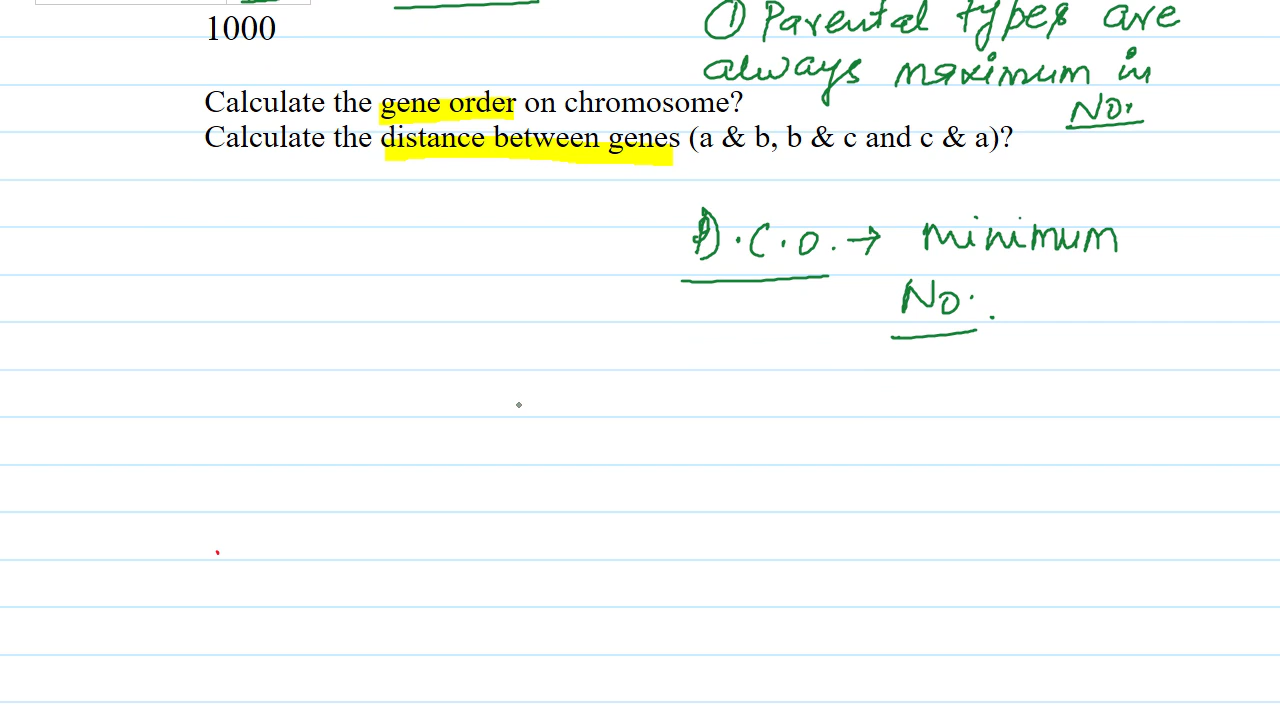 1000
① Parental types are
always maximum in
No.
Calculate the gene order on chromosome?
Calculate the distance between genes (a & b, b & c and c & a)?
D.C.O. → minimum
No.